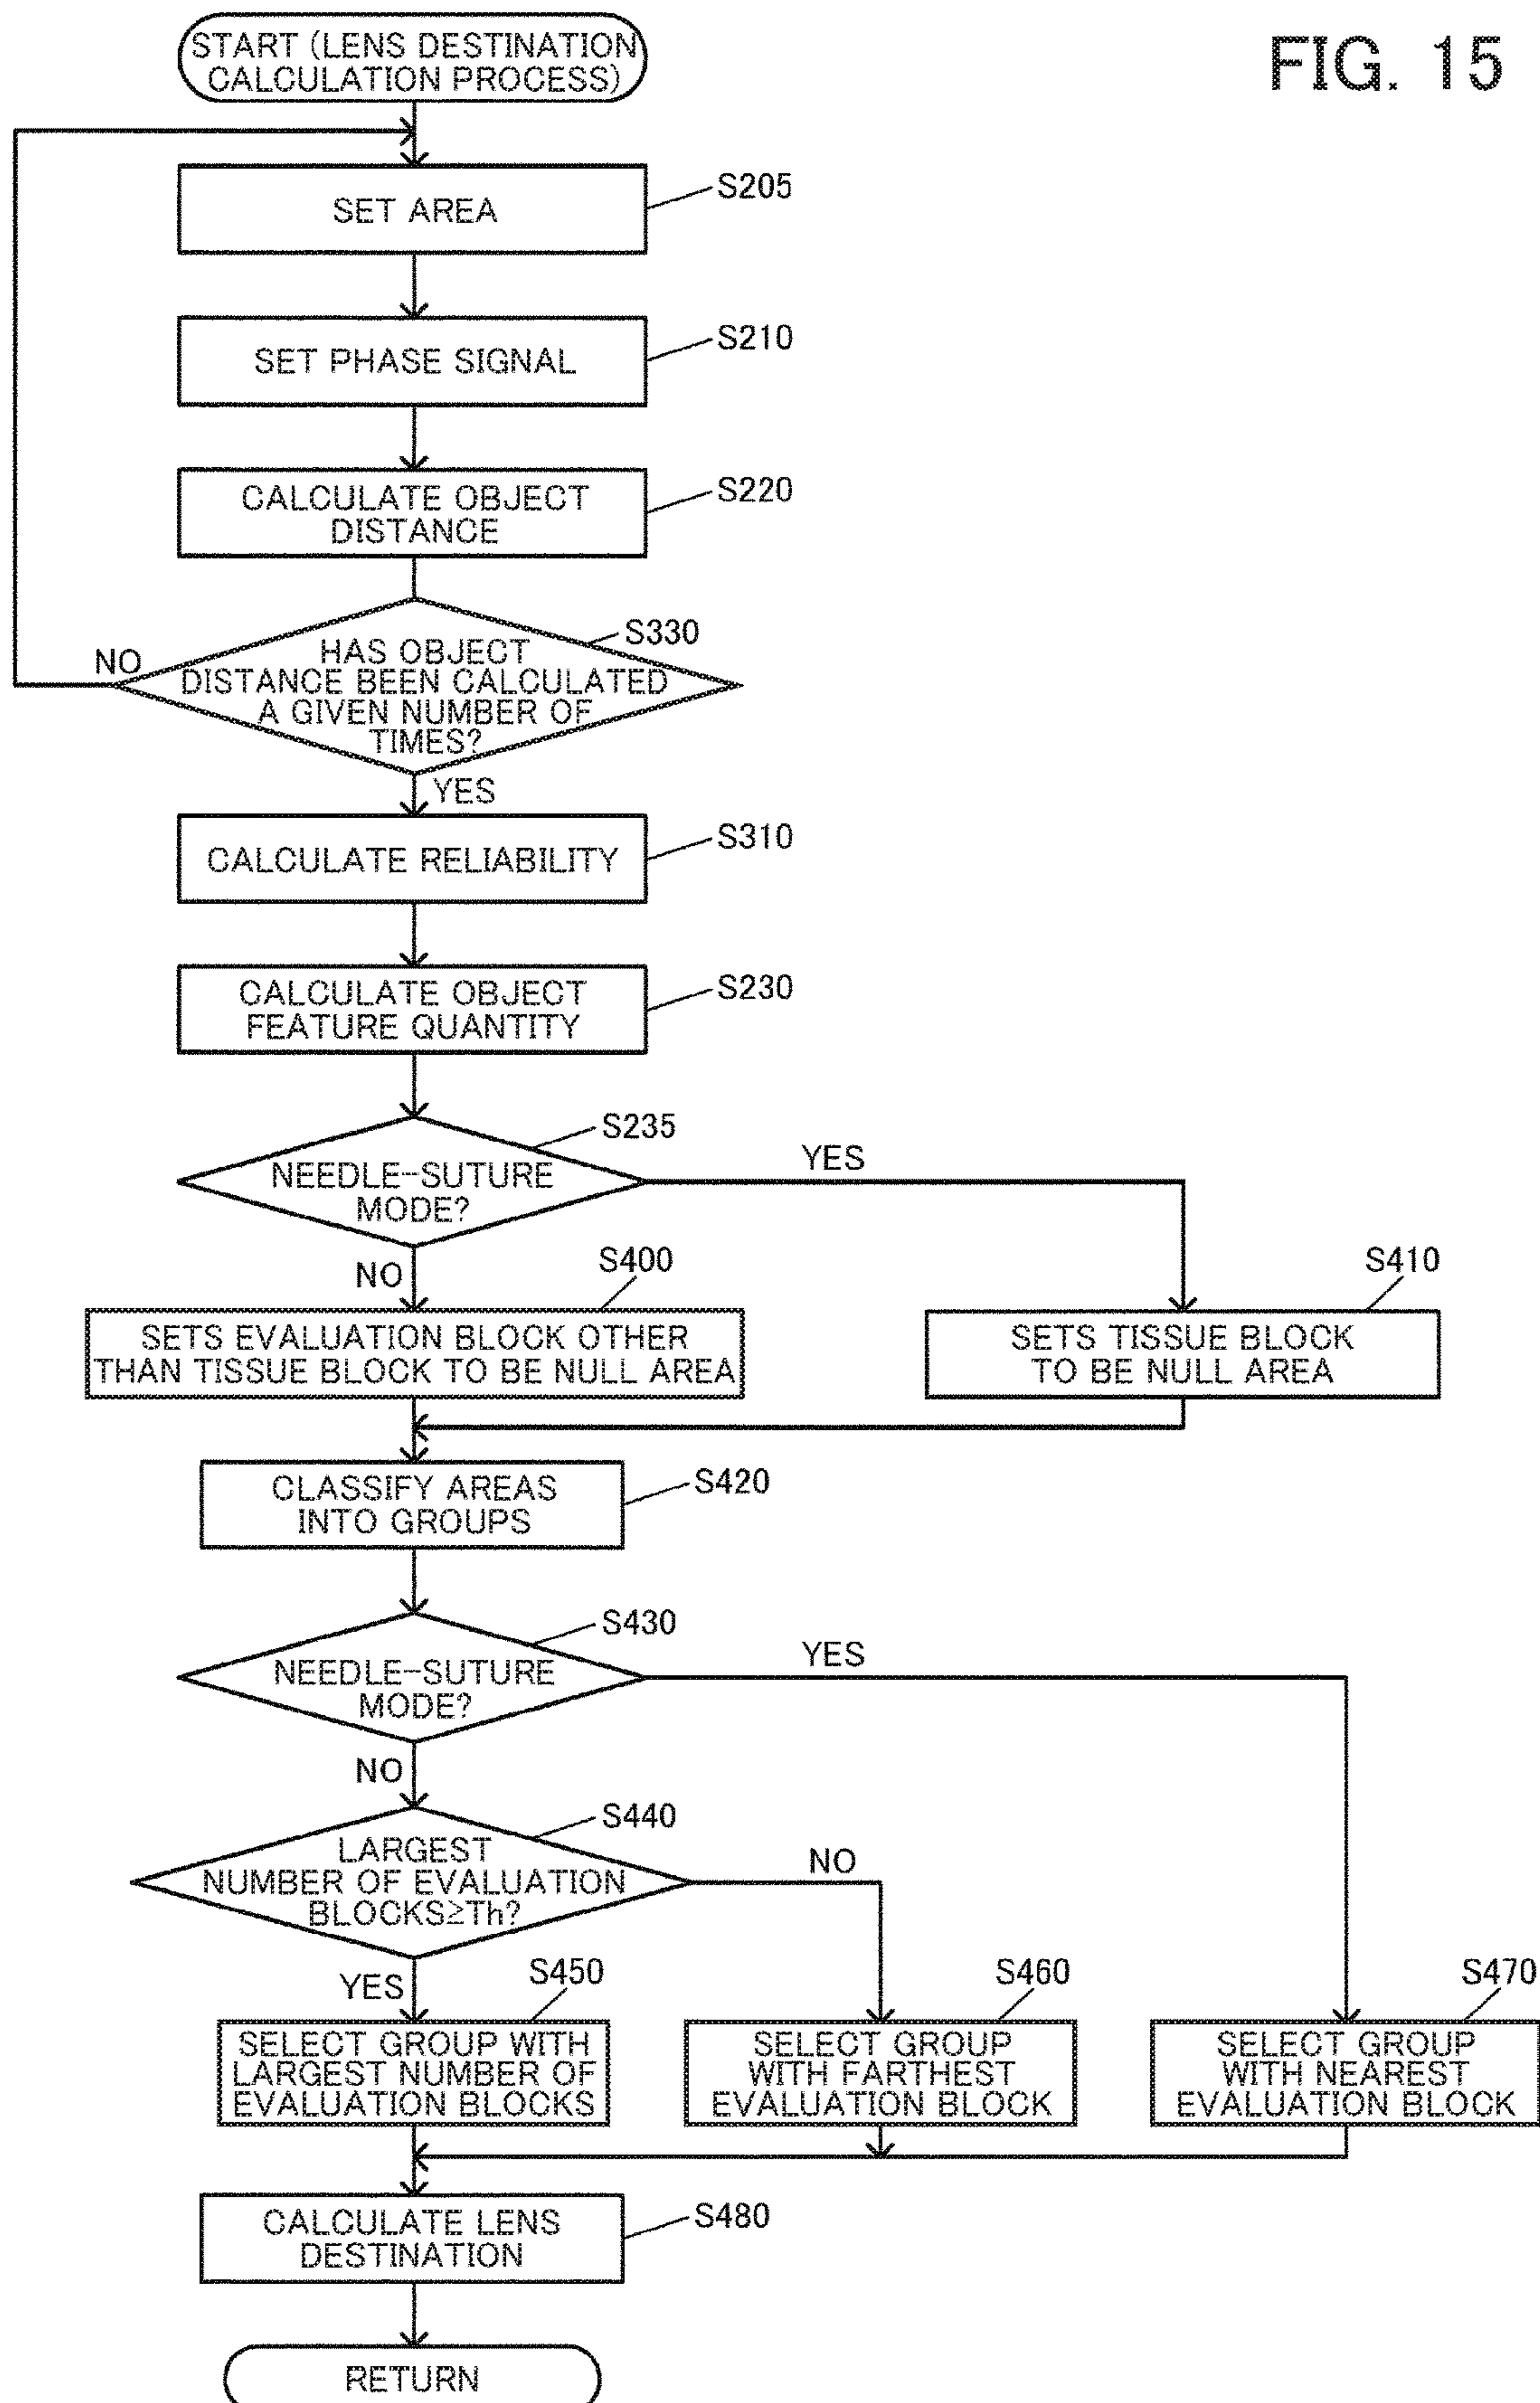 FIG. 15
START (LENS DESTINATION
CALCULATION PROCESS)
SET AREA
S205
SET PHASE SIGNAL
S210
CALCULATE OBJECT
DISTANCE
S220
S330
HAS OBJECT
DISTANCE BEEN CALCULATED
A GIVEN NUMBER OF
TIMES?
NO
YES
CALCULATE RELIABILITY
S310
CALCULATE OBJECT
FEATURE QUANTITY
S230
S235
NEEDLE-SUTURE
MODE?
YES
NO
S400
SETS EVALUATION BLOCK OTHER
THAN TISSUE BLOCK TO BE NULL AREA
S410
SETS TISSUE BLOCK
TO BE NULL AREA
CLASSIFY AREAS
INTO GROUPS
S420
S430
NEEDLE-SUTURE
MODE?
YES
NO
S440
LARGEST
NUMBER OF EVALUATION
BLOCKS≥Th?
NO
YES
S450
SELECT GROUP WITH
LARGEST NUMBER OF
EVALUATION BLOCKS
S460
SELECT GROUP
WITH FARTHEST
EVALUATION BLOCK
S470
SELECT GROUP
WITH NEAREST
EVALUATION BLOCK
CALCULATE LENS
DESTINATION
S480
RETURN